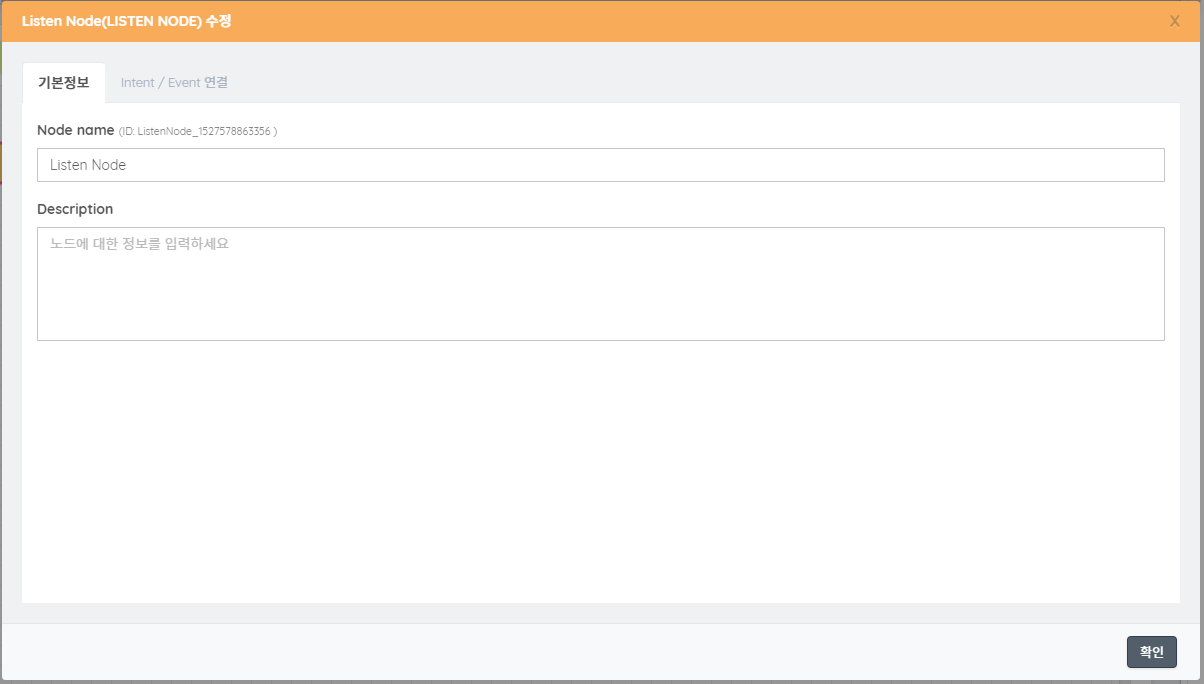 Listen Node(LISTEN NODE) 수정
X
기본정보
Intent / Event 연결
Node name (ID: ListenNode_1527578863356 )
Listen Node
Description
노드에 대한 정보를 입력하세요
확인